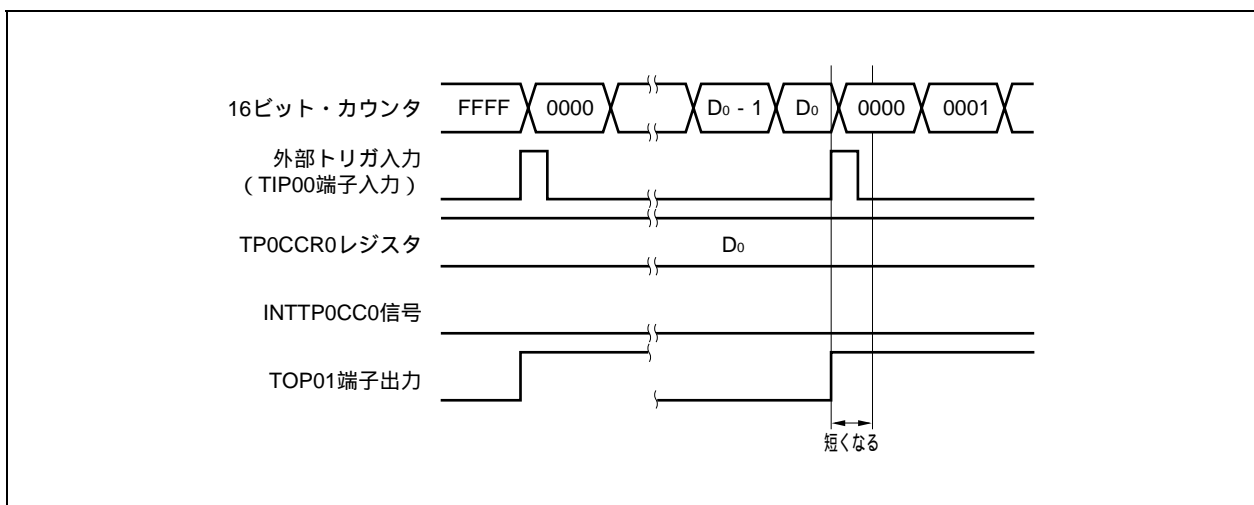 16ビット・カウンタ FFFF 0000 D0 - 1 D0 0000 0001
外部トリガ入力
（TIP00端子入力）
TP0CCR0レジスタ D0
INTTP0CC0信号
TOP01端子出力
短くなる